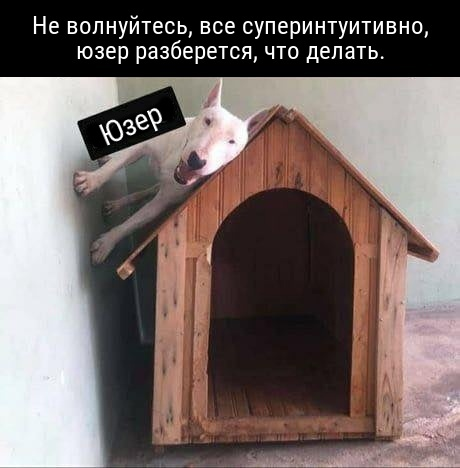 Не волнуйтесь, все суперинтуитивно,
юзер разберется, что делать.
Юзер